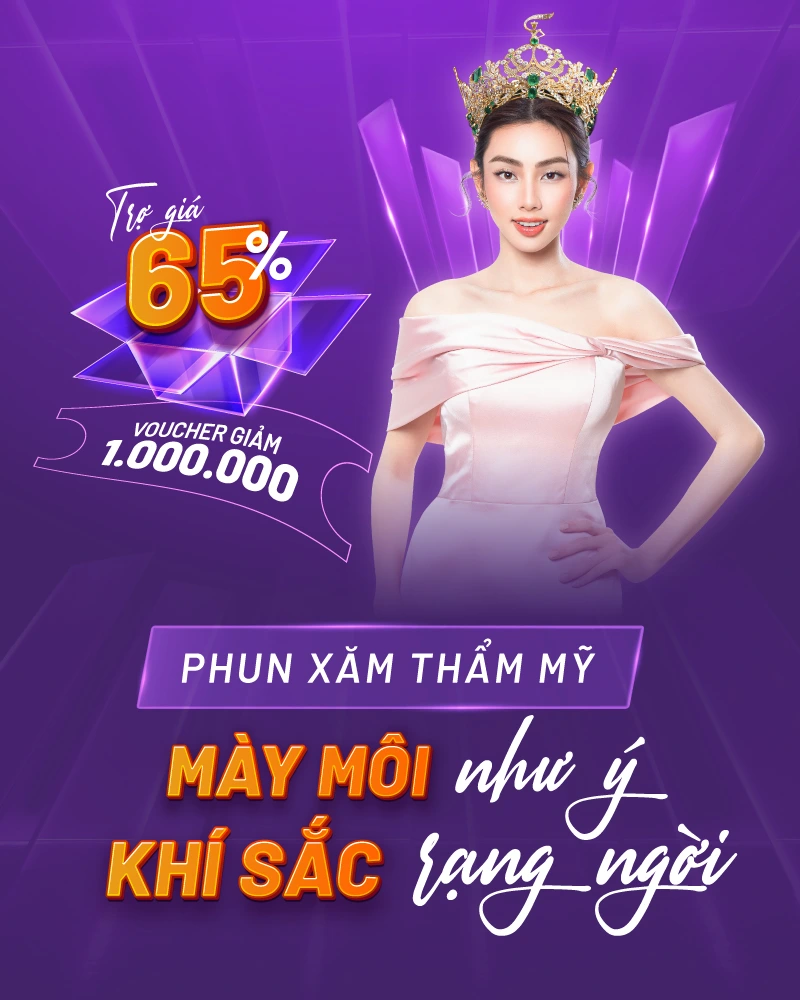 Trợ giá
65%
VOUCHER GIẢM
1.000.000
PHUN XĂM THẨM MỸ
MÀY MÔI như ý
KHÍ SẮC rạng ngời